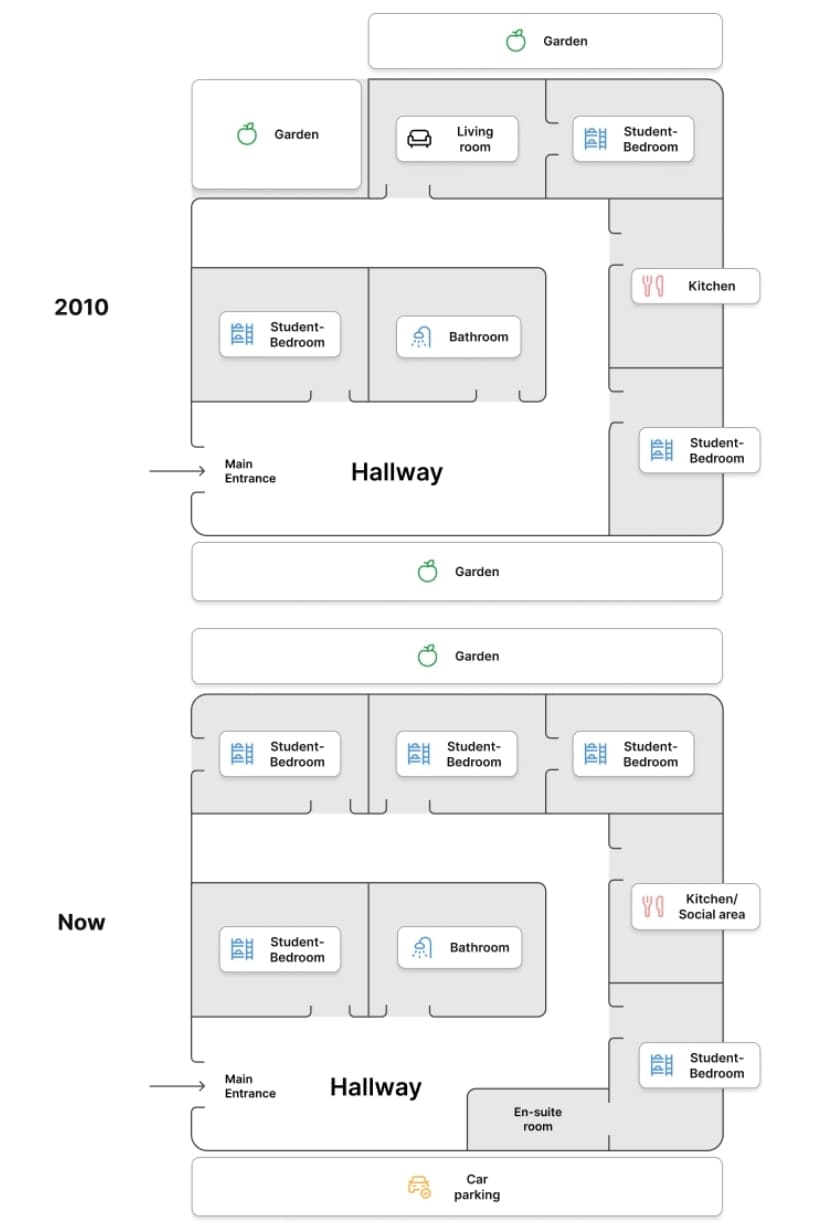 Garden
Garden
Living
room
Student-
Bedroom
2010
Kitchen
Student-
Bedroom
Bathroom
Student-
Bedroom
Main
Entrance
Hallway
Garden
Garden
Student-
Bedroom
Student-
Bedroom
Student-
Bedroom
Now
Kitchen/
Social area
Student-
Bedroom
Bathroom
Student-
Bedroom
Main
Entrance
Hallway
En-suite
room
Car
parking